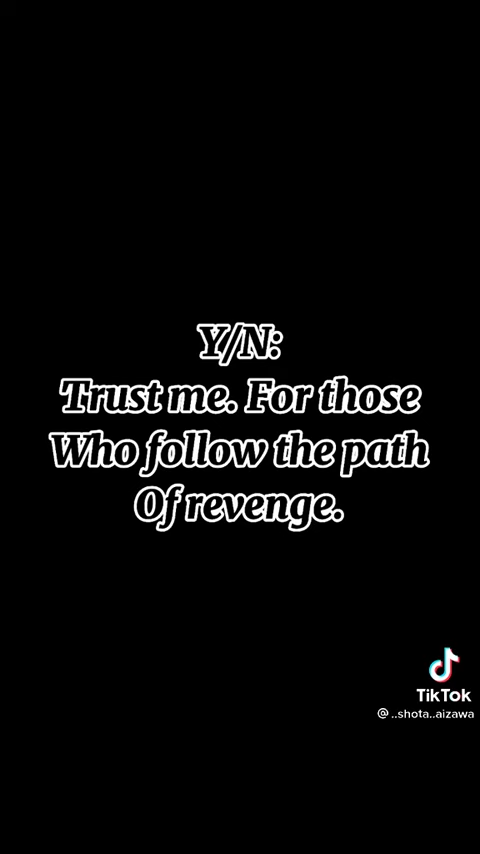 Y/N:
Trust me. For those
Who follow the path
Of revenge.
TikTok
@ ..shota..aizawa